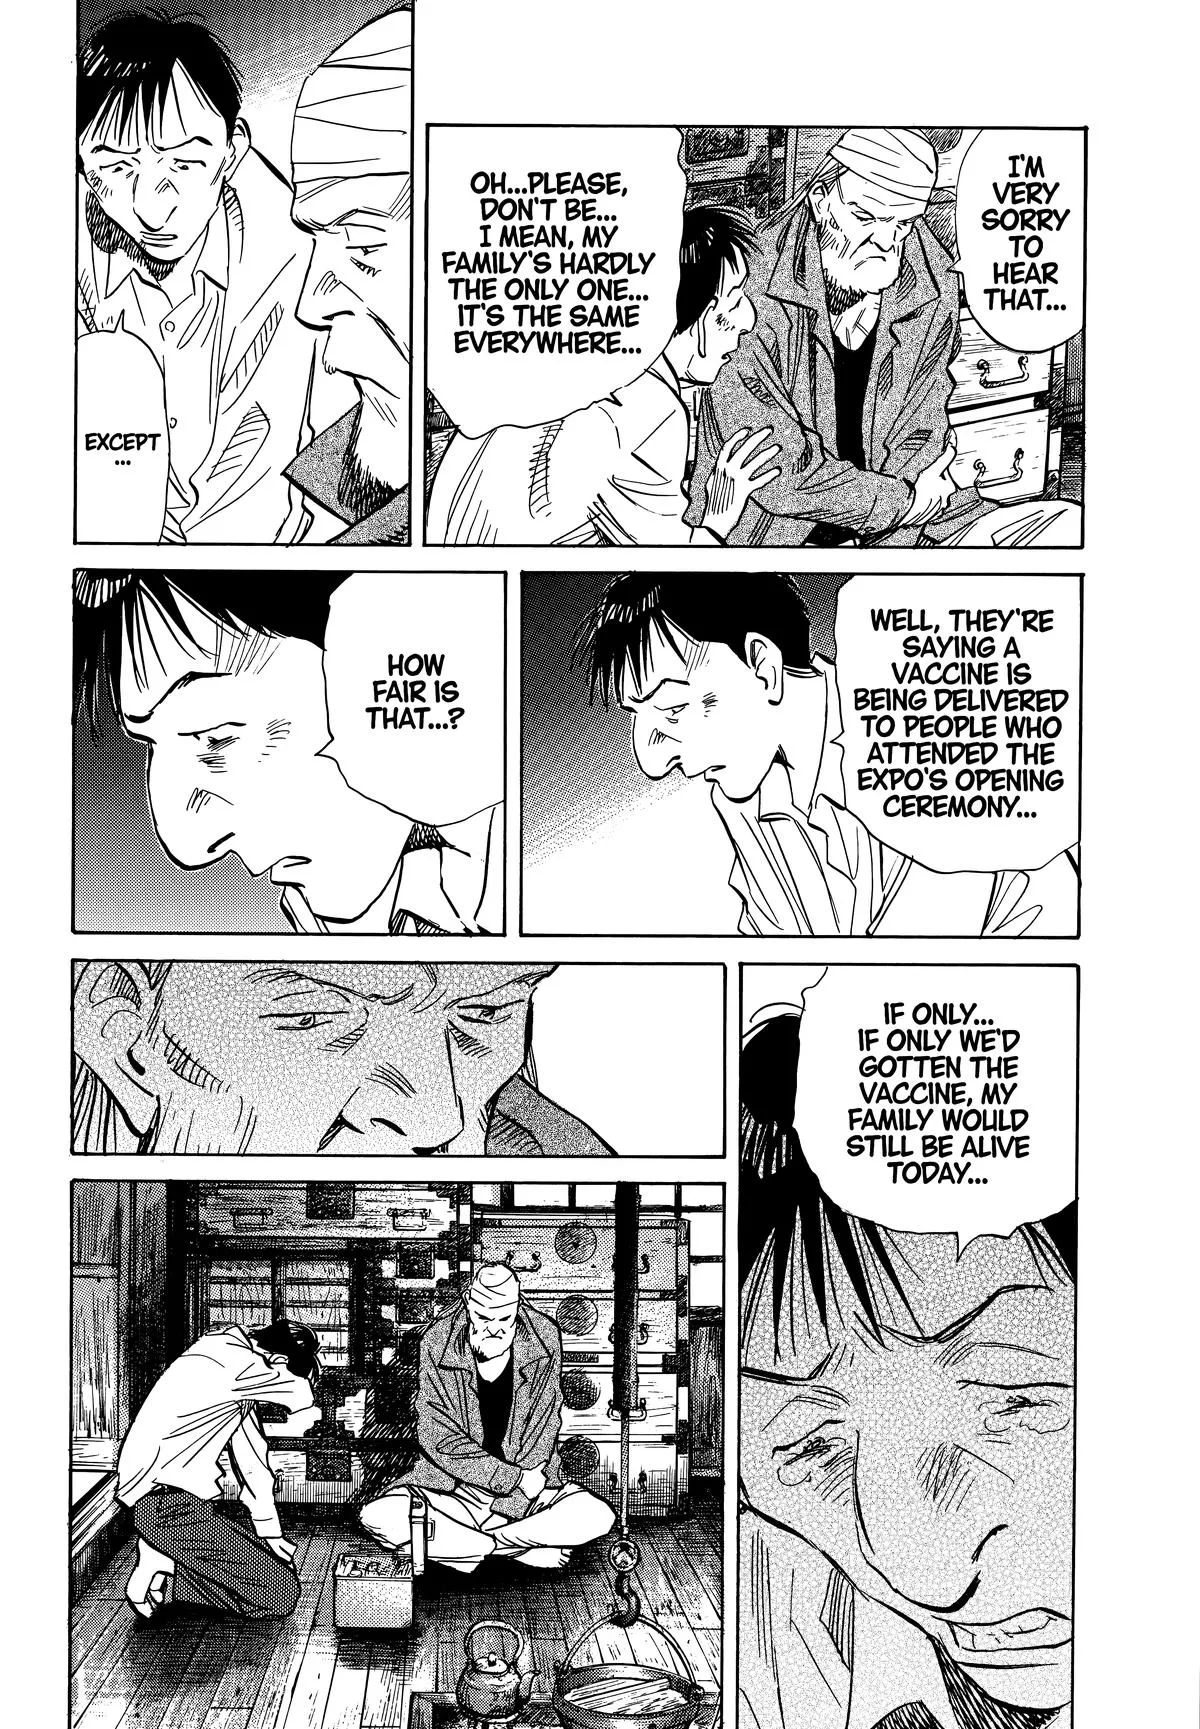 I'M
VERY
SORRY
TO
HEAR
THAT...
OH...PLEASE,
DON'T BE...
I MEAN, MY
FAMILY'S HARDLY
THE ONLY ONE...
IT'S THE SAME
EVERYWHERE...
EXCEPT
...
WELL, THEY'RE
SAYING A
VACCINE IS
BEING DELIVERED
TO PEOPLE WHO
ATTENDED THE
EXPO'S OPENING
CEREMONY...
HOW
FAIR IS
THAT...?
IF ONLY...
IF ONLY WE'D
GOTTEN THE
VACCINE, MY
FAMILY WOULD
STILL BE ALIVE
TODAY...